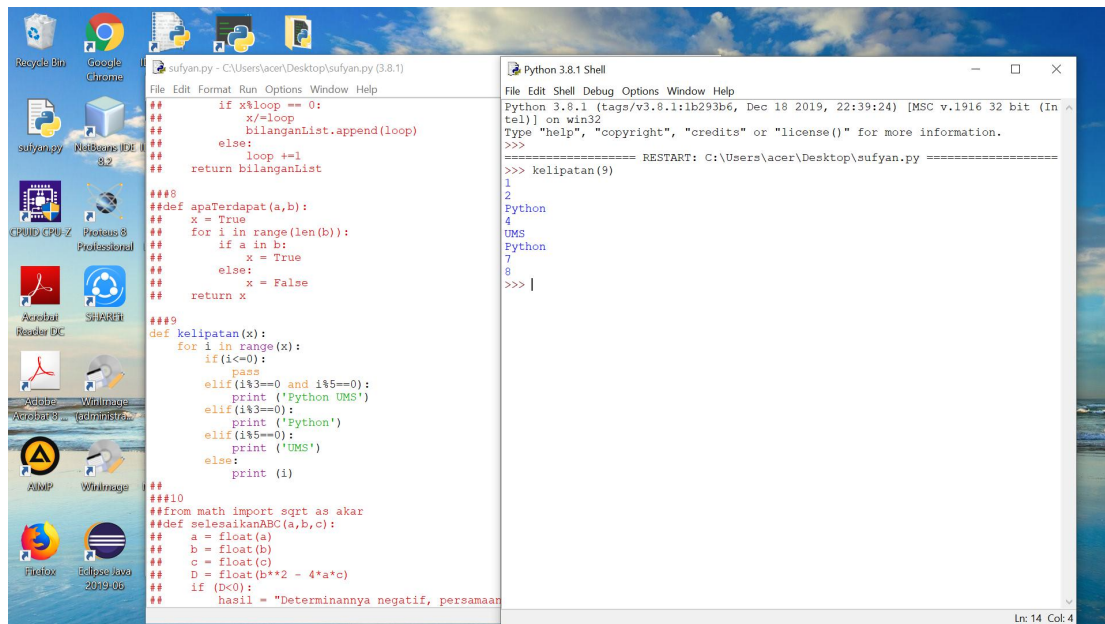 Recycle Bin
Google
Chrome
sufyan.py
NetBeans IDE
8.2
CPUID CPU-Z
Proteus 8
Professional
Acrobat
Reader DC
SHAREit
Adobe
Acrobat 8 ...
WinImage
(administra...
AIMP
WinImage
Firefox
Eclipse Java
2019-06
sufyan.py - C:\Users\acer\Desktop\sufyan.py (3.8.1)
File Edit Format Run Options Window Help
##        if x%loop == 0:
##            x/=loop
##            bilanganList.append(loop)
##        else:
##            loop +=1
##    return bilanganList
###8
##def apaTerdapat(a,b):
##    x = True
##    for i in range(len(b)):
##        if a in b:
##            x = True
##        else:
##            x = False
##    return x
###9
def kelipatan(x):
    for i in range(x):
        if(i<=0):
            pass
        elif(i%3==0 and i%5==0):
            print ('Python UMS')
        elif(i%3==0):
            print ('Python')
        elif(i%5==0):
            print ('UMS')
        else:
            print (i)
##
###10
##from math import sqrt as akar
##def selesaikanABC(a,b,c):
##    a = float(a)
##    b = float(b)
##    c = float(c)
##    D = float(b**2 - 4*a*c)
##    if (D<0):
##        hasil = "Determinannya negatif, persamaan
Python 3.8.1 Shell
File Edit Shell Debug Options Window Help
Python 3.8.1 (tags/v3.8.1:1b293b6, Dec 18 2019, 22:39:24) [MSC v.1916 32 bit (In
tel)] on win32
Type "help", "copyright", "credits" or "license()" for more information.
>>>
=================== RESTART: C:\Users\acer\Desktop\sufyan.py ===================
>>> kelipatan(9)
1
2
Python
4
UMS
Python
7
8
>>>
Ln: 14 Col: 4